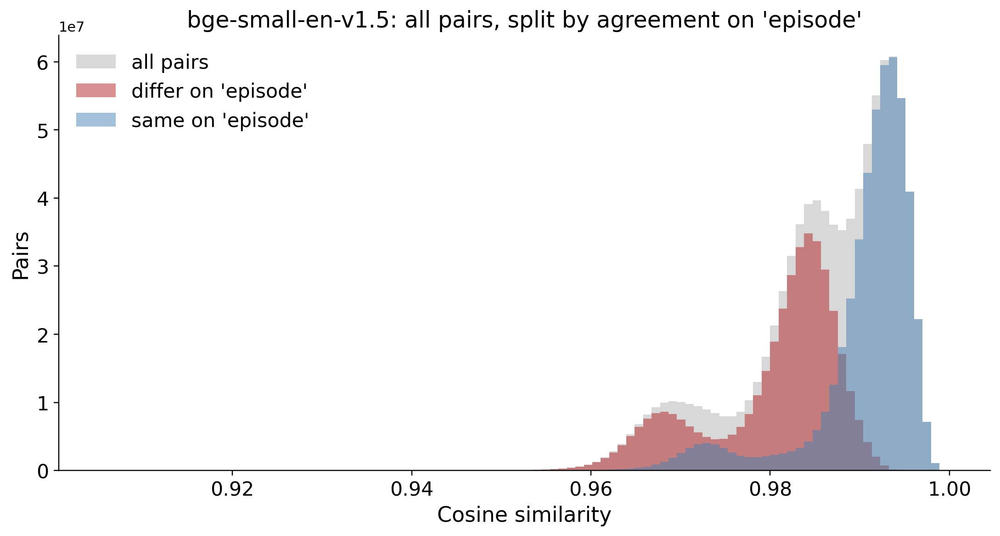 bge-small-en-v1.5: all pairs, split by agreement on 'episode'
1e7
all pairs
differ on 'episode'
same on 'episode'
6
5
4
3
2
1
0
Pairs
0.92 0.94 0.96 0.98 1.00
Cosine similarity